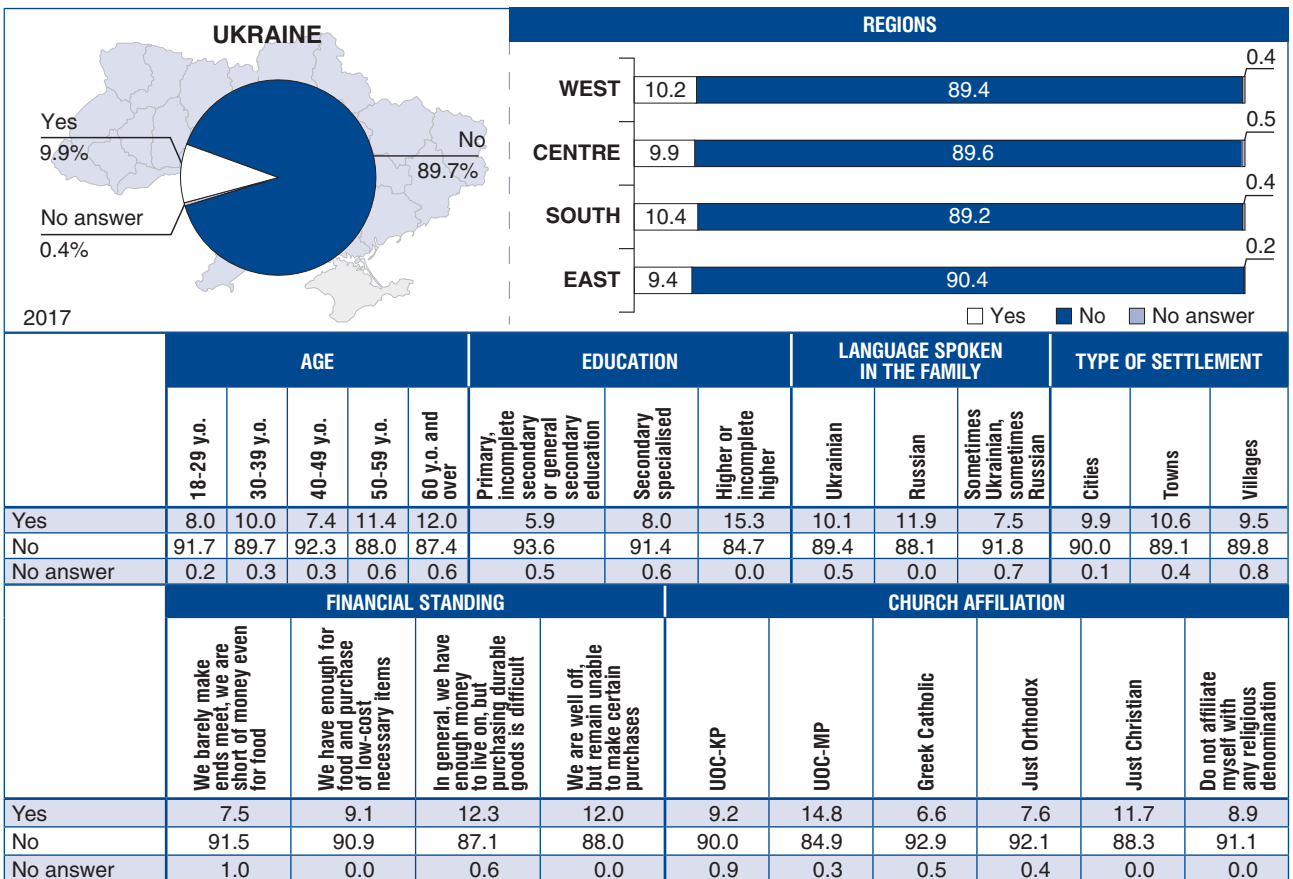 UKRAINE
Yes
9.9%
No
89.7%
No answer
0.4%
2017
REGIONS
0.4
WEST 10.2 89.4
0.5
CENTRE 9.9 89.6
0.4
SOUTH 10.4 89.2
0.2
EAST 9.4 90.4
Yes No No answer
AGE EDUCATION LANGUAGE SPOKEN
IN THE FAMILY TYPE OF SETTLEMENT
18-29 y.o.
30-39 y.o.
40-49 y.o.
50-59 y.o.
60 y.o. and
over
Primary,
incomplete
secondary
or general
secondary
education
Secondary
specialised
Higher or
incomplete
higher
Ukrainian
Russian
Sometimes
Ukrainian,
sometimes
Russian
Cities
Towns
Villages
Yes 8.0 10.0 7.4 11.4 12.0 5.9 8.0 15.3 10.1 11.9 7.5 9.9 10.6 9.5
No 91.7 89.7 92.3 88.0 87.4 93.6 91.4 84.7 89.4 88.1 91.8 90.0 89.1 89.8
No answer 0.2 0.3 0.3 0.6 0.6 0.5 0.6 0.0 0.5 0.0 0.7 0.1 0.4 0.8
FINANCIAL STANDING CHURCH AFFILIATION
We barely make
ends meet, we are
short of money even
for food
We have enough for
food and purchase
of low-cost
necessary items
In general, we have
enough money
to live on, but
purchasing durable
goods is difficult
We are well off,
but remain unable
to make certain
purchases
UOC-KP
UOC-MP
Greek Catholic
Just Orthodox
Just Christian
Do not affiliate
myself with
any religious
denomination
Yes 7.5 9.1 12.3 12.0 9.2 14.8 6.6 7.6 11.7 8.9
No 91.5 90.9 87.1 88.0 90.0 84.9 92.9 92.1 88.3 91.1
No answer 1.0 0.0 0.6 0.0 0.9 0.3 0.5 0.4 0.0 0.0